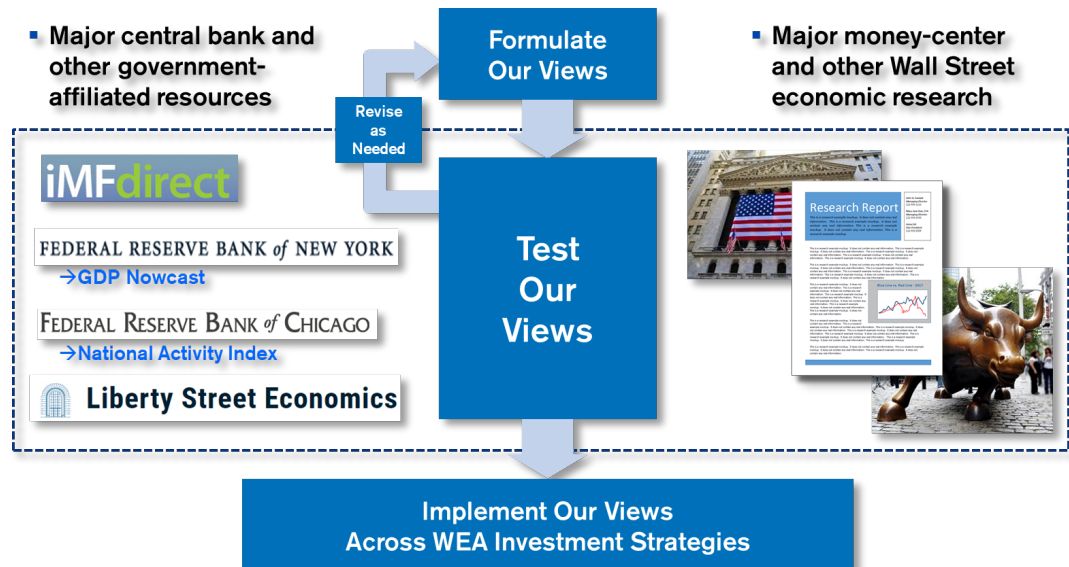 ▪ Major central bank and
other government-
affiliated resources
Formulate
Our Views
▪ Major money-center
and other Wall Street
economic research
Revise
as
Needed
iMFdirect
FEDERAL RESERVE BANK of NEW YORK
→GDP Nowcast
FEDERAL RESERVE BANK of CHICAGO
→National Activity Index
Liberty Street Economics
Test
Our
Views
Research Report
Implement Our Views
Across WEA Investment Strategies